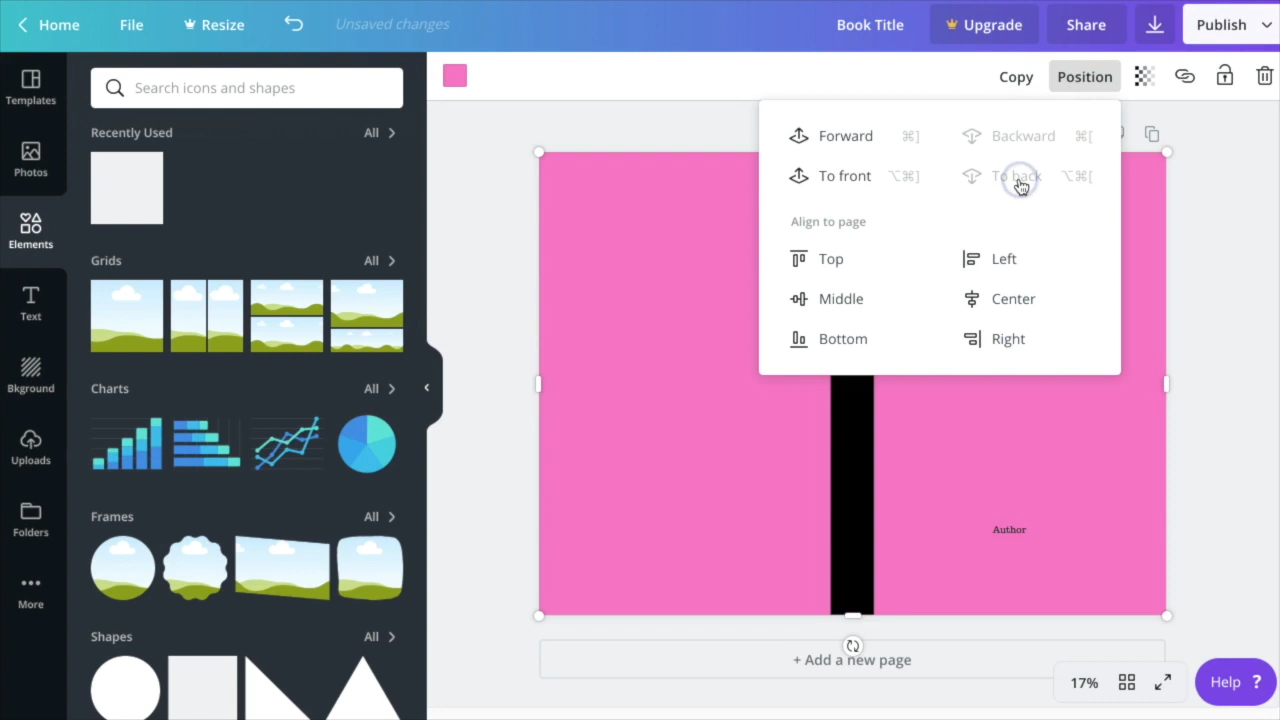 Home
File
Resize
Unsaved changes
Book Title
Upgrade
Share
Publish
Templates
Photos
Elements
Text
Bkground
Uploads
Folders
More
Search icons and shapes
Recently Used
All
Grids
All
Charts
All
Frames
All
Shapes
All
Copy
Position
Forward ⌘]
Backward ⌘[
To front ⌥⌘]
To back ⌥⌘[
Align to page
Top
Left
Middle
Center
Bottom
Right
Author
+ Add a new page
17%
Help ?